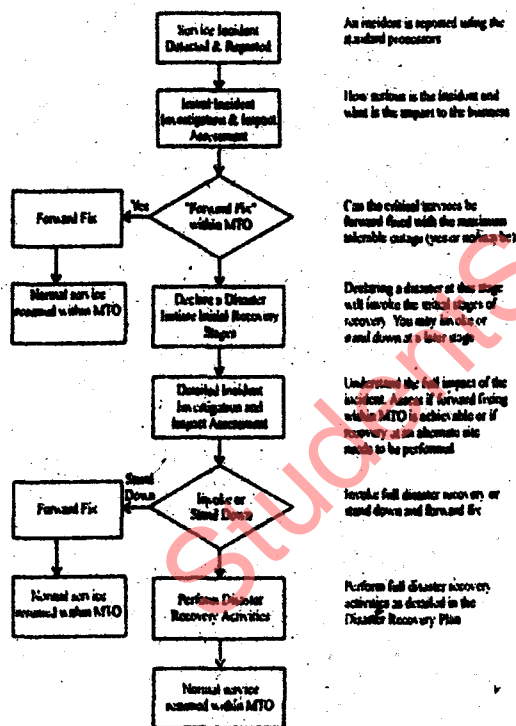 Service Incident
Detected & Reported
An incident is reported using the
standard processors
Initial Incident
Investigation & Impact
Assessment
How serious is the incident and
what is the impact to the business
"Forward Fix"
within MTO
Yes
Forward Fix
Can the critical services be
forward fixed with the maximum
tolerable outage (yes or no/may be)
Normal service
resumed within MTO
Declare a Disaster
Initiate Initial Recovery
Stages
Declaring a disaster at this stage
will invoke the initial stages of
recovery. You may invoke or
stand down at a later stage
Detailed Incident
Investigation and
Impact Assessment
Understand the full impact of the
incident. Assess if forward fixing
within MTO is achievable or if
recovery at an alternate site
needs to be performed
Stand
Down
Forward Fix
Invoke or
Stand Down
Invoke full disaster recovery or
stand down and forward fix
Normal service
resumed within MTO
Perform Disaster
Recovery Activities
Perform full disaster recovery
activities as detailed in the
Disaster Recovery Plan
Normal service
resumed within MTO
Students